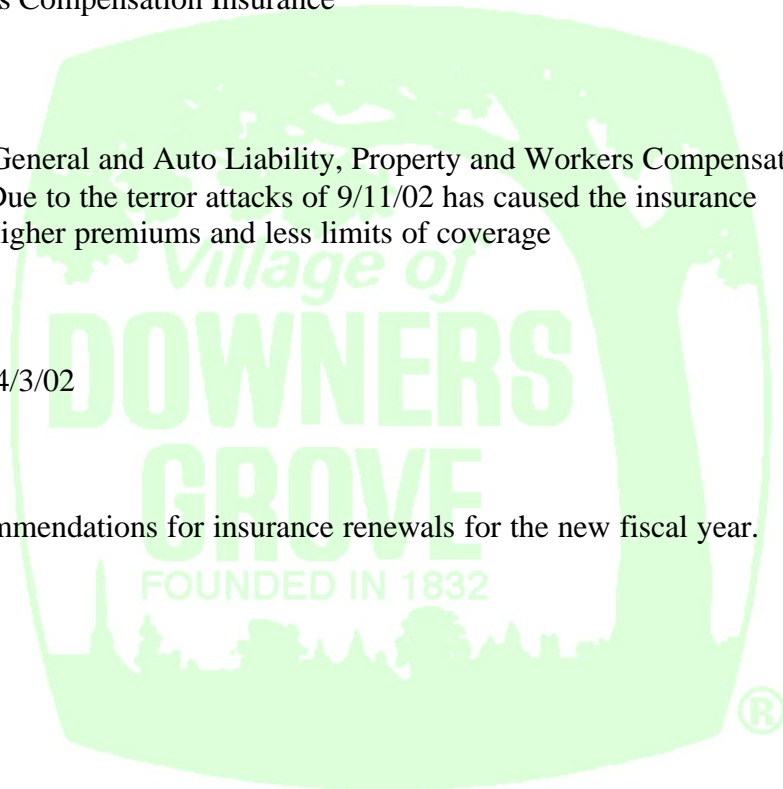 s Compensation Insurance
General and Auto Liability, Property and Workers Compensat
Due to the terror attacks of 9/11/02 has caused the insurance
igher premiums and less limits of coverage
Village of
DOWNERS
4/3/02
GROVE
mmendations for insurance renewals for the new fiscal year.
FOUNDED IN 1832
®